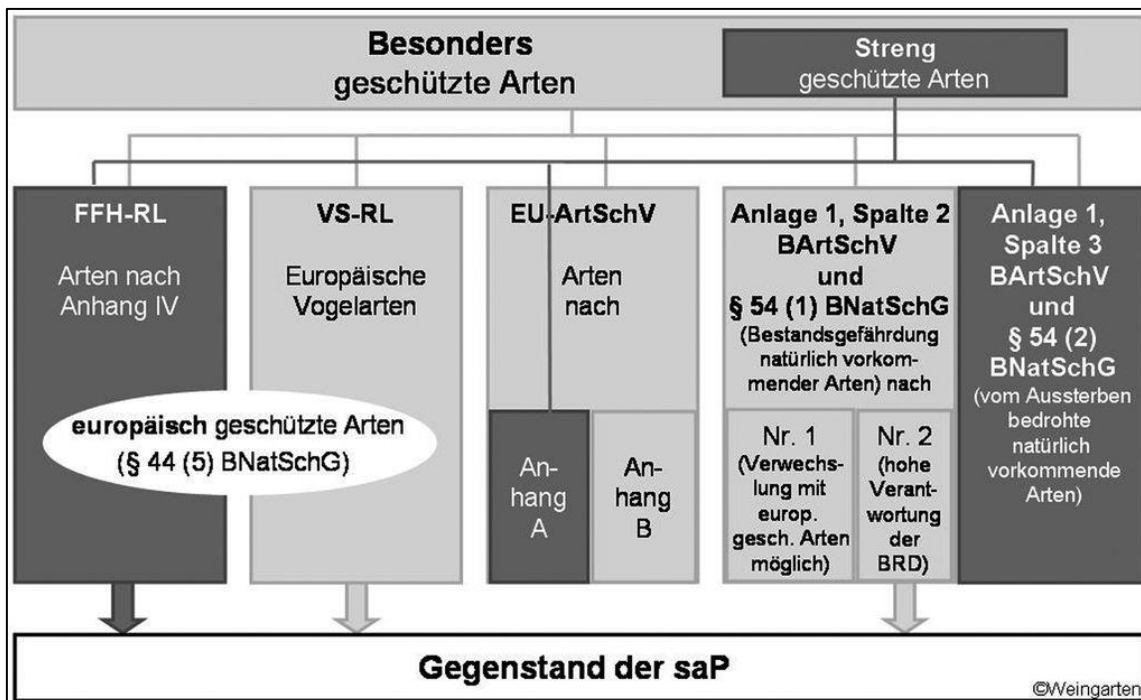 Besonders
geschützte Arten
Streng
geschützte Arten
FFH-RL
Arten nach
Anhang IV
VS-RL
Europäische
Vogelarten
europäisch geschützte Arten
(§ 44 (5) BNatSchG)
EU-ArtSchV
Arten
nach
An-
hang
A
An-
hang
B
Anlage 1, Spalte 2
BArtSchV
und
§ 54 (1) BNatSchG
(Bestandsgefährdung
natürlich vorkom-
mender Arten) nach
Nr. 1
(Verwechs-
lung mit
europ.
gesch. Arten
möglich)
Nr. 2
(hohe
Verant-
wortung
der
BRD)
Anlage 1,
Spalte 3
BArtSchV
und
§ 54 (2)
BNatSchG
(vom Aussterben
bedrohte
natürlich
vorkommende
Arten)
Gegenstand der saP
©Weingarten